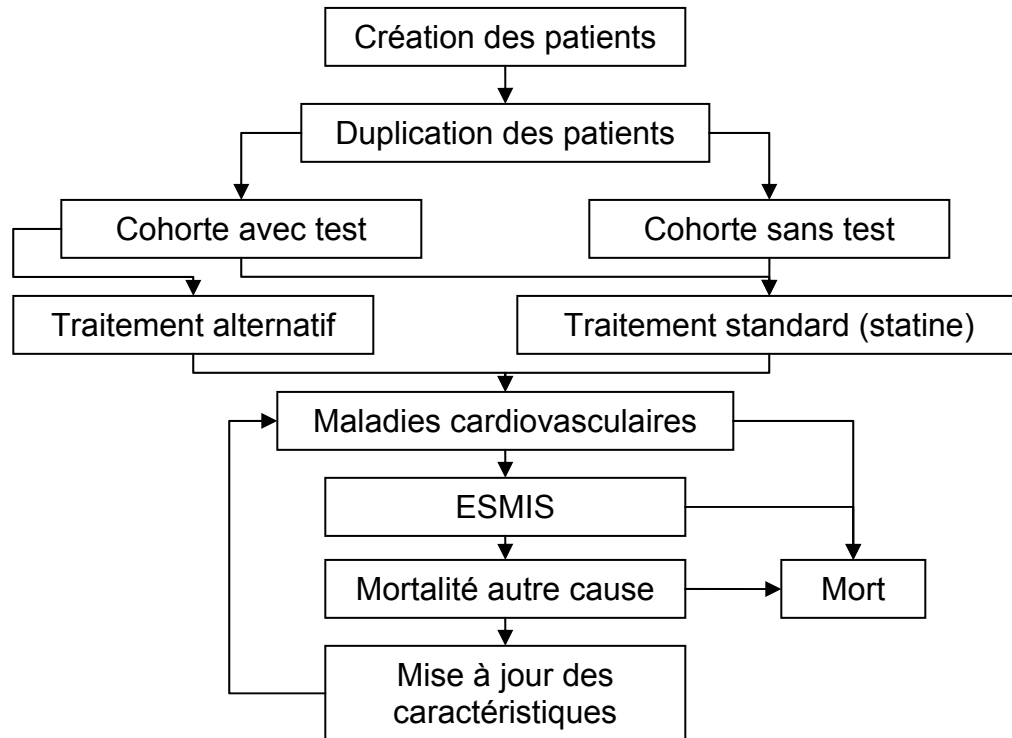 Création des patients
Duplication des patients
Cohorte avec test
Cohorte sans test
Traitement alternatif
Traitement standard (statine)
Maladies cardiovasculaires
ESMIS
Mortalité autre cause
Mort
Mise à jour des
caractéristiques